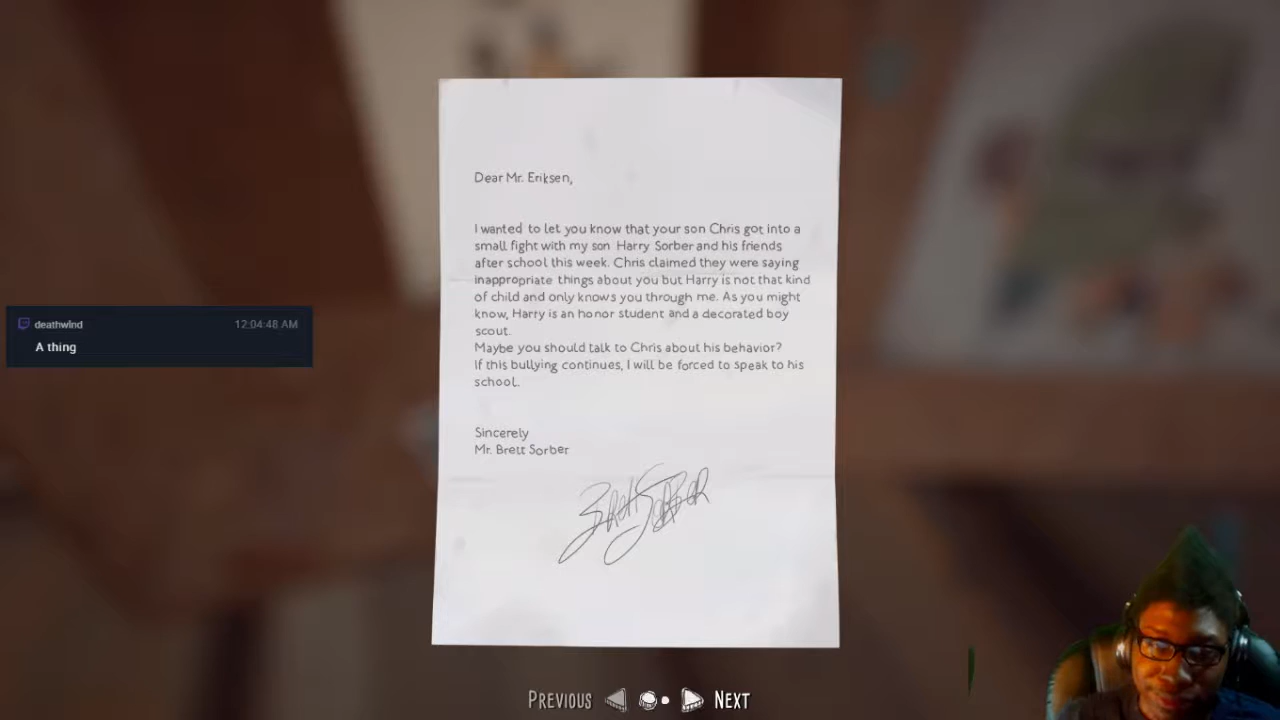 Dear Mr. Eriksen,
I wanted to let you know that your son Chris got into a
small fight with my son Harry Sorber and his friends
after school this week. Chris claimed they were saying
inappropriate things about you but Harry is not that kind
of child and only knows you through me. As you might
know, Harry is an honor student and a decorated boy
scout.
Maybe you should talk to Chris about his behavior?
If this bullying continues, I will be forced to speak to his
school.
Sincerely
Mr. Brett Sorber
Brett Sorber
deathwind 12:04:48 AM
A thing
PREVIOUS NEXT